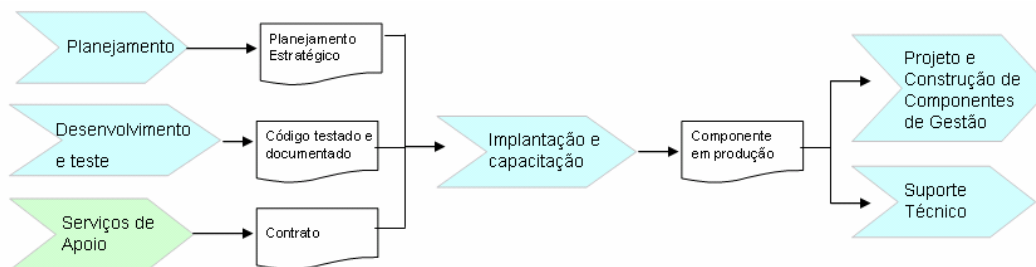 Planejamento
Planejamento
Estratégico
Desenvolvimento
e teste
Código testado e
documentado
Serviços de
Apoio
Contrato
Implantação e
capacitação
Componente
em produção
Projeto e
Construção de
Componentes
de Gestão
Suporte
Técnico